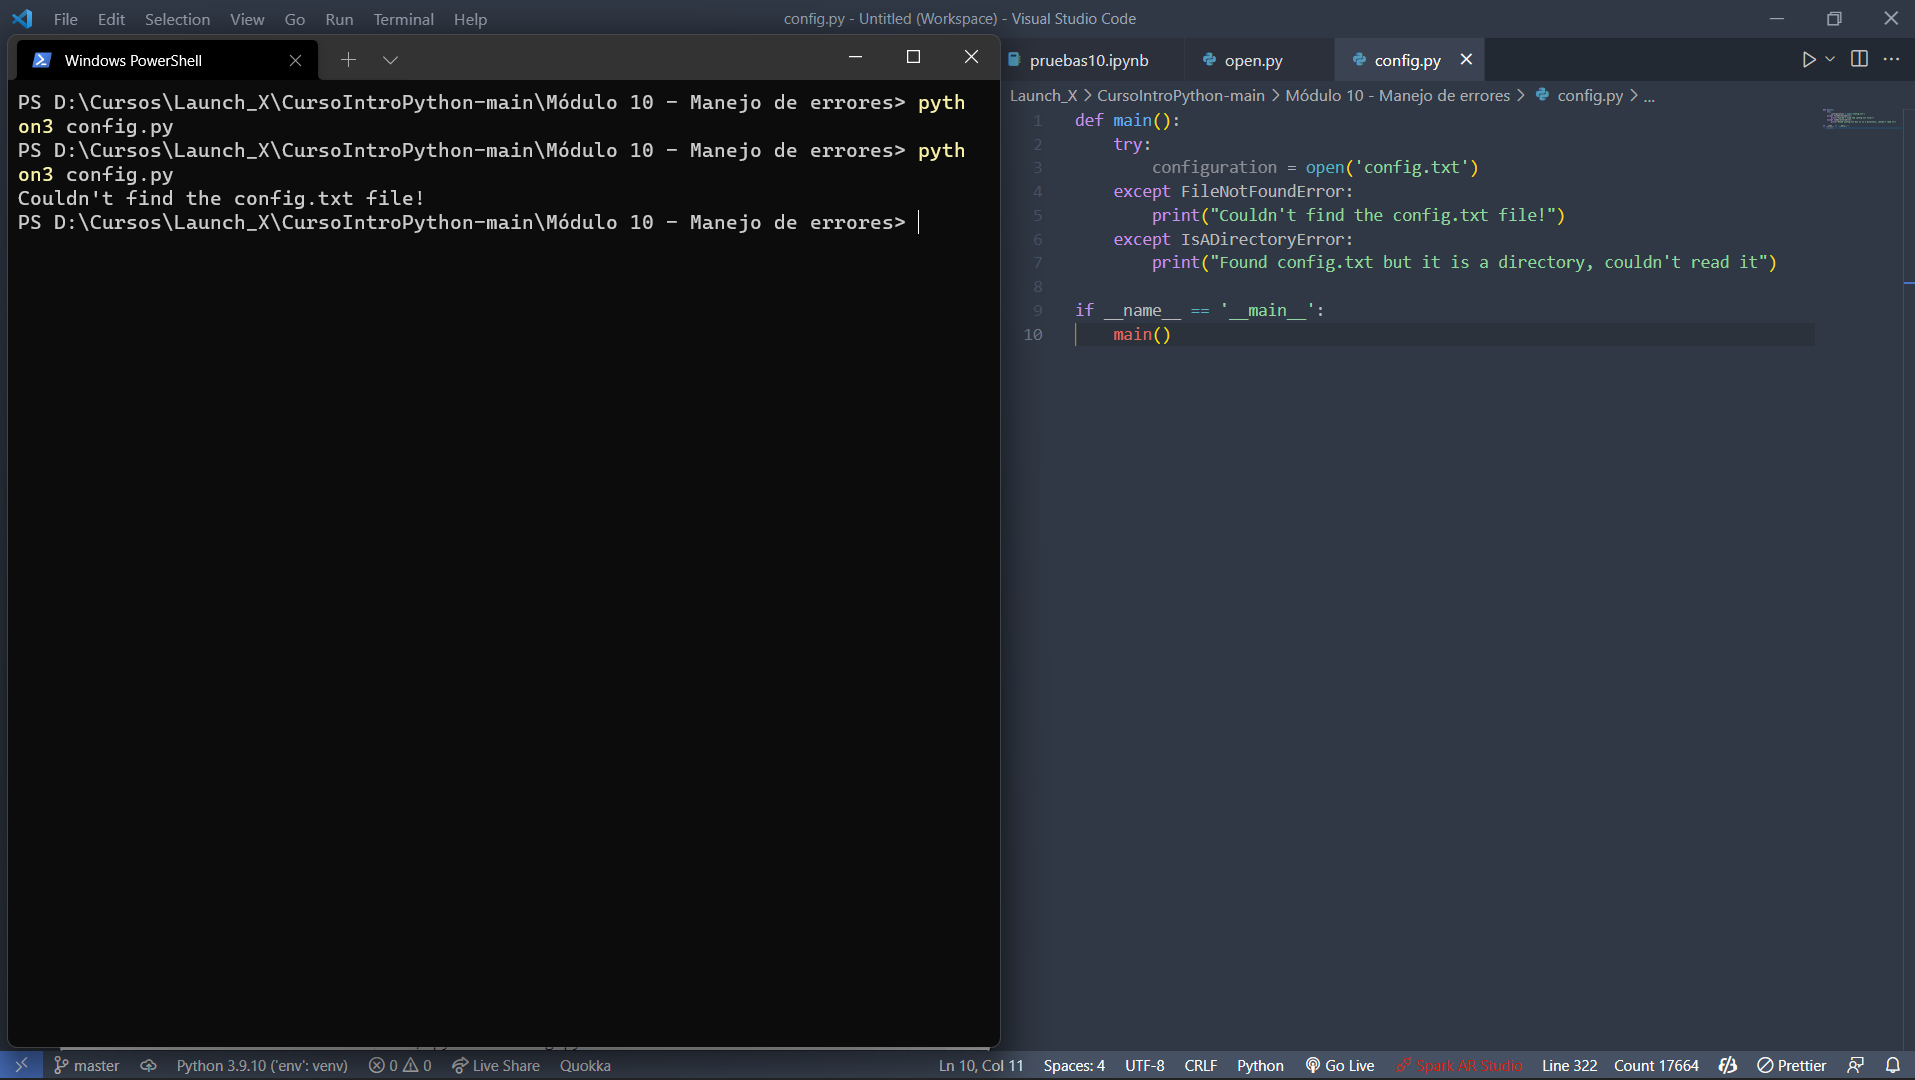 File Edit Selection View Go Run Terminal Help
config.py - Untitled (Workspace) - Visual Studio Code
Windows PowerShell
PS D:\Cursos\Launch_X\CursoIntroPython-main\Módulo 10 - Manejo de errores> pyth
on3 config.py
PS D:\Cursos\Launch_X\CursoIntroPython-main\Módulo 10 - Manejo de errores> pyth
on3 config.py
Couldn't find the config.txt file!
PS D:\Cursos\Launch_X\CursoIntroPython-main\Módulo 10 - Manejo de errores>
pruebas10.ipynb open.py config.py
Launch_X > CursoIntroPython-main > Módulo 10 - Manejo de errores > config.py > ...
1 def main():
2 try:
3 configuration = open('config.txt')
4 except FileNotFoundError:
5 print("Couldn't find the config.txt file!")
6 except IsADirectoryError:
7 print("Found config.txt but it is a directory, couldn't read it")
8
9 if __name__ == '__main__':
10 main()
master Python 3.9.10 ('env': venv) 0 0 Live Share Quokka Ln 10, Col 11 Spaces: 4 UTF-8 CRLF Python Go Live Spark AR Studio Line 322 Count 17664 Prettier